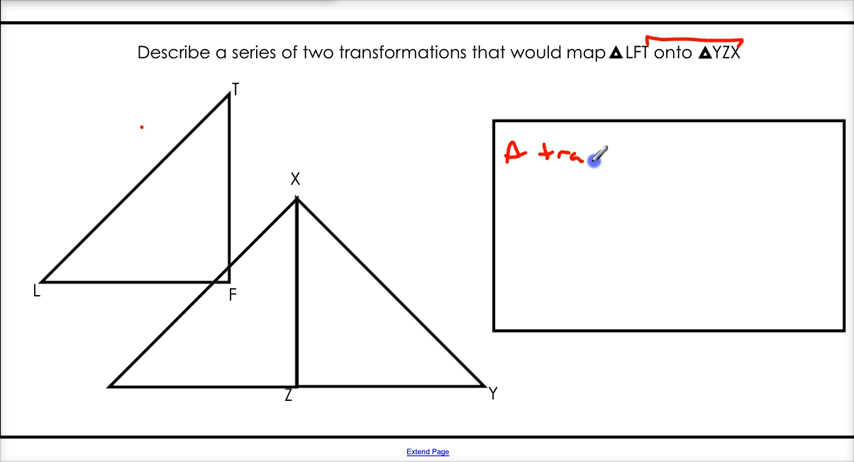 Describe a series of two transformations that would map ▲LFT onto ▲YZX
T
X
A tra
L
F
Z
Y
Extend Page